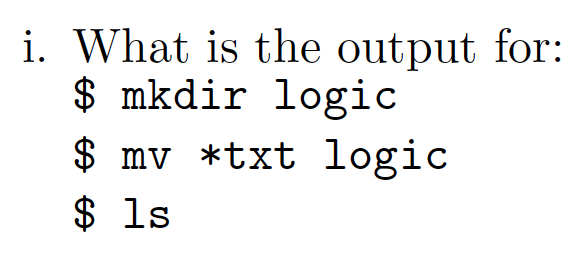 i. What is the output for:
$ mkdir logic
$ mv *txt logic
$ ls